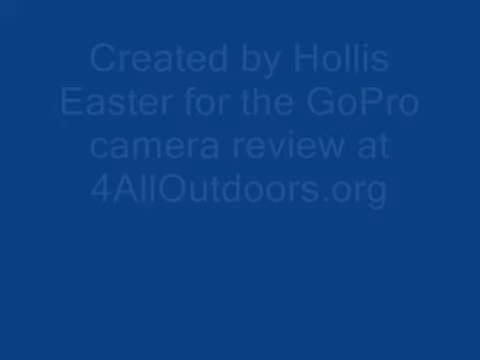 Created by Hollis
Easter for the GoPro
camera review at
4AllOutdoors.org